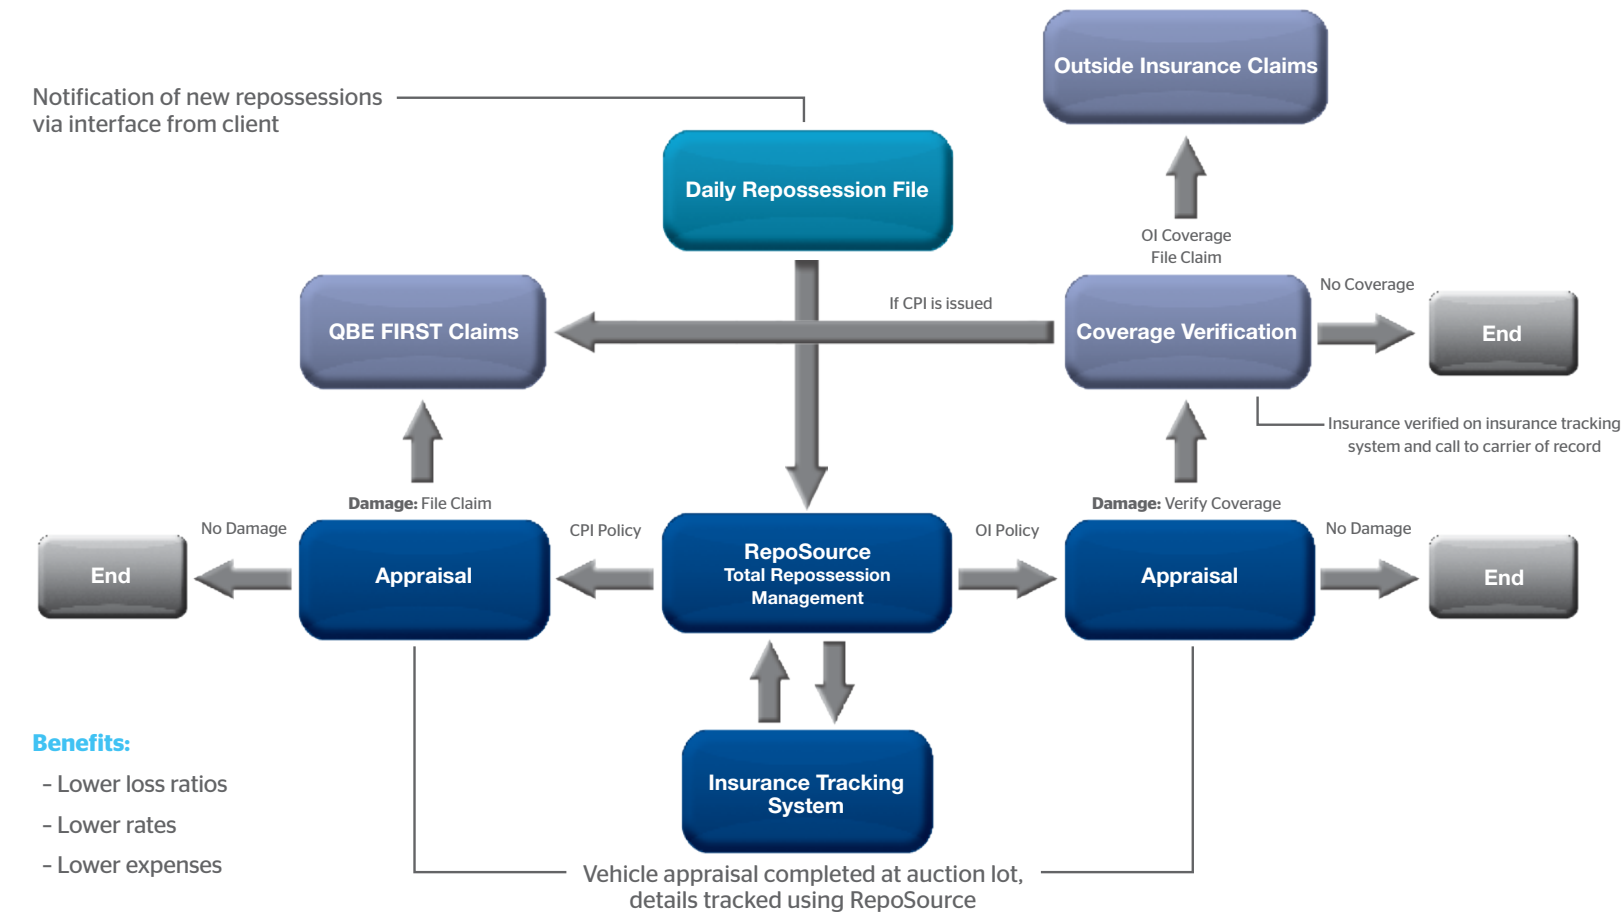 Outside Insurance Claims
Notification of new repossessions
via interface from client
Daily Repossession File
OI Coverage
File Claim
No Coverage
If CPI is issued
QBE FIRST Claims
Coverage Verification
End
Insurance verified on insurance tracking
system and call to carrier of record
Damage: File Claim
Damage: Verify Coverage
No Damage
CPI Policy
OI Policy
No Damage
End
Appraisal
RepoSource
Total Repossession
Management
Appraisal
End
Benefits:
– Lower loss ratios
– Lower rates
– Lower expenses
Insurance Tracking
System
Vehicle appraisal completed at auction lot,
details tracked using RepoSource